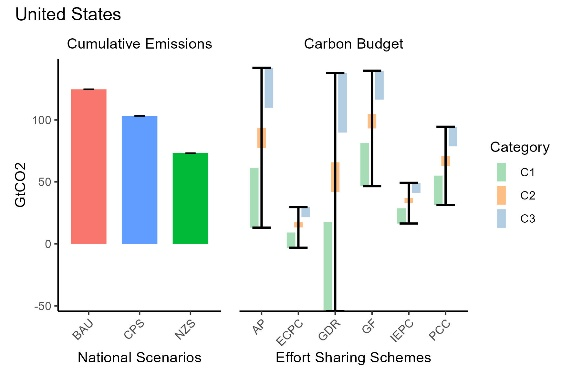 United States
Cumulative Emissions
Carbon Budget
GtCO2
100
50
0
-50
BAU
CPS
NZS
AP
ECPC
GDR
GF
IEPC
PCC
National Scenarios
Effort Sharing Schemes
Category
C1
C2
C3